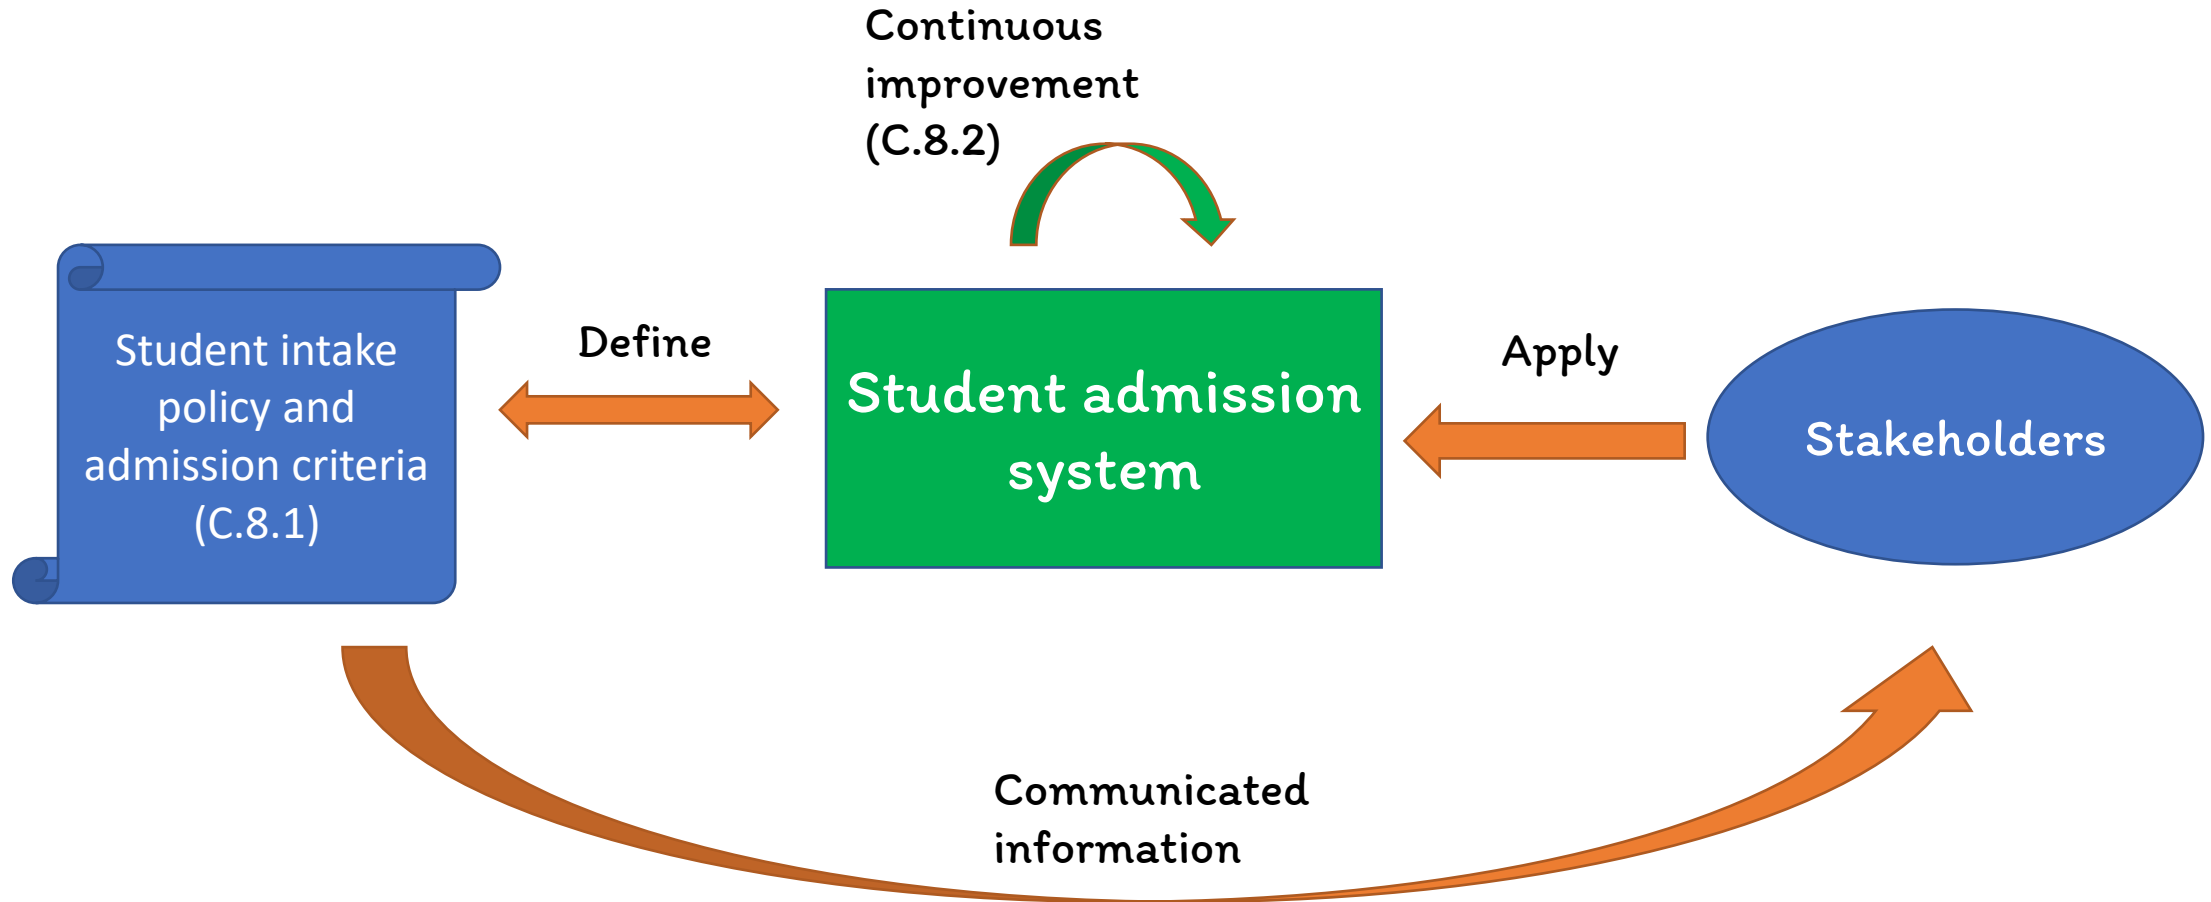 Continuous
improvement
(C.8.2)
Student intake
policy and
admission criteria
(C.8.1)
Define
Student admission
system
Apply
Stakeholders
Communicated
information